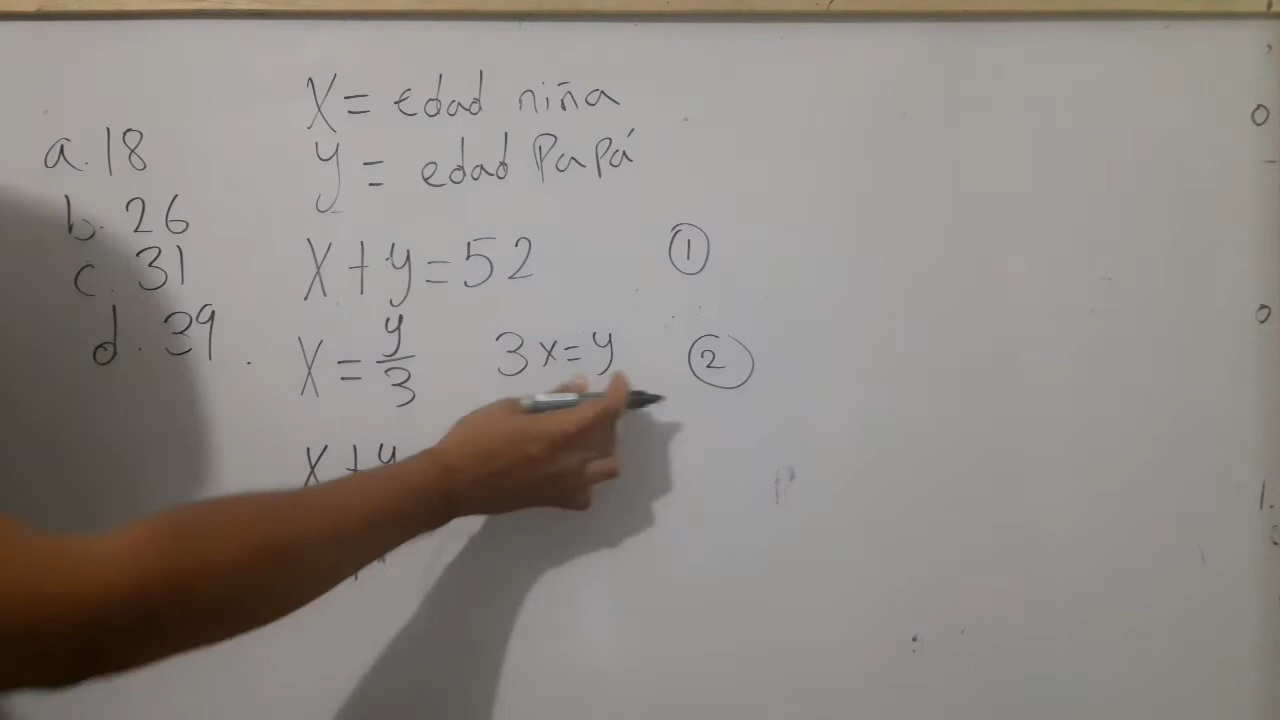 X = edad niña
y = edad Papá
a. 18
b. 26
c. 31
d. 39
X+y=52 ①
X = y/3 3x=y ②
X + y